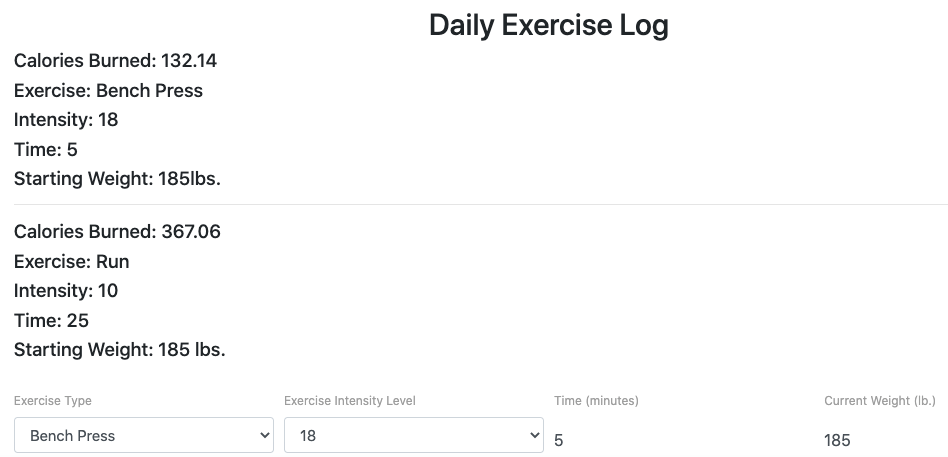 Daily Exercise Log
Calories Burned: 132.14
Exercise: Bench Press
Intensity: 18
Time: 5
Starting Weight: 185lbs.
Calories Burned: 367.06
Exercise: Run
Intensity: 10
Time: 25
Starting Weight: 185 lbs.
Exercise Type Exercise Intensity Level Time (minutes) Current Weight (lb.)
Bench Press 18 5 185